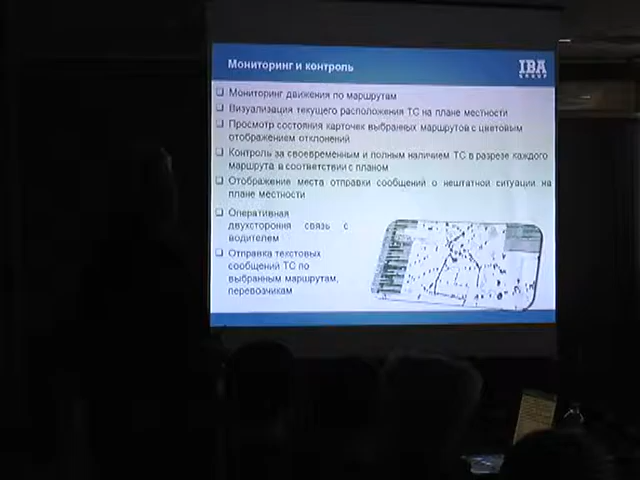 Мониторинг и контроль
IBA
GROUP
Мониторинг движения по маршрутам
Визуализация текущего расположения ТС на плане местности
Просмотр состояния карточек выбранных маршрутов с цветовым
отображением отклонений
Контроль за своевременным и полным наличием ТС в разрезе каждого
маршрута в соответствии с планом
Отображение места отправки сообщений о нештатной ситуации на
плане местности
Оперативная
двухстороння связь с
водителем
Отправка текстовых
сообщений ТС по
выбранным маршрутам,
перевозчикам